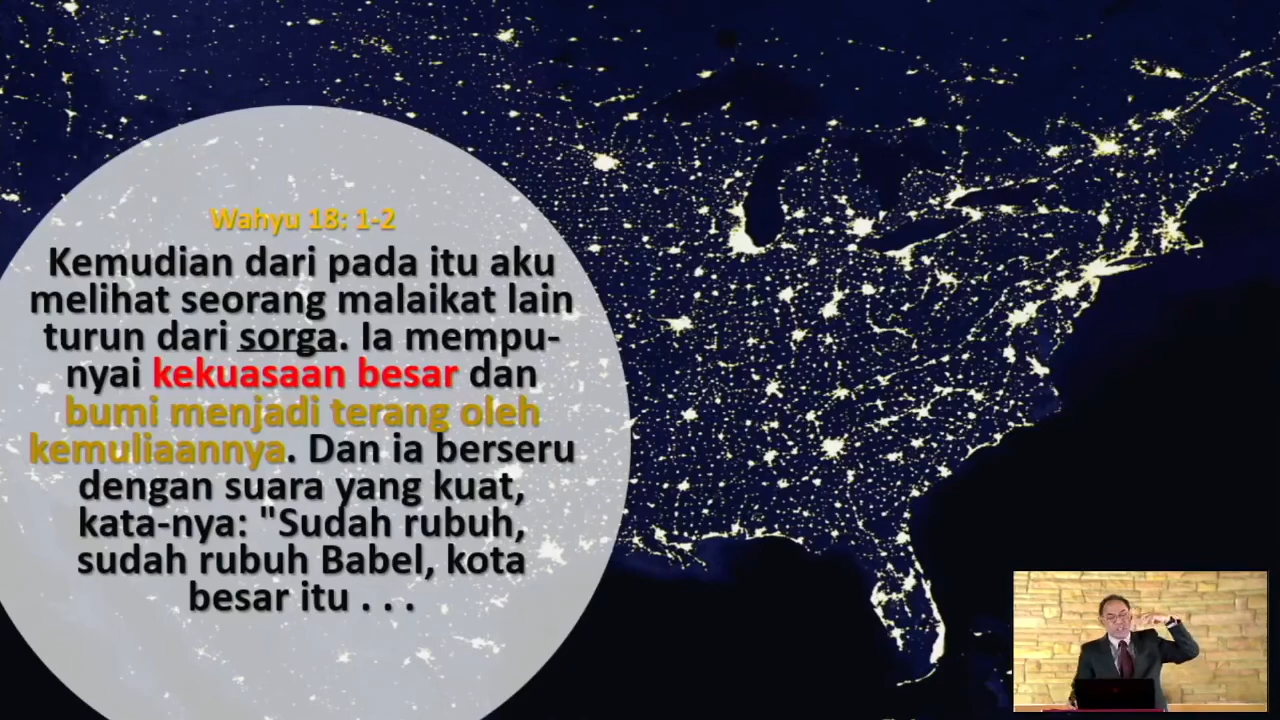 Wahyu 18: 1-2
Kemudian dari pada itu aku
melihat seorang malaikat lain
turun dari sorga. Ia mempu-
nyai kekuasaan besar dan
bumi menjadi terang oleh
kemuliaannya. Dan ia berseru
dengan suara yang kuat,
kata-nya: "Sudah rubuh,
sudah rubuh Babel, kota
besar itu . . .